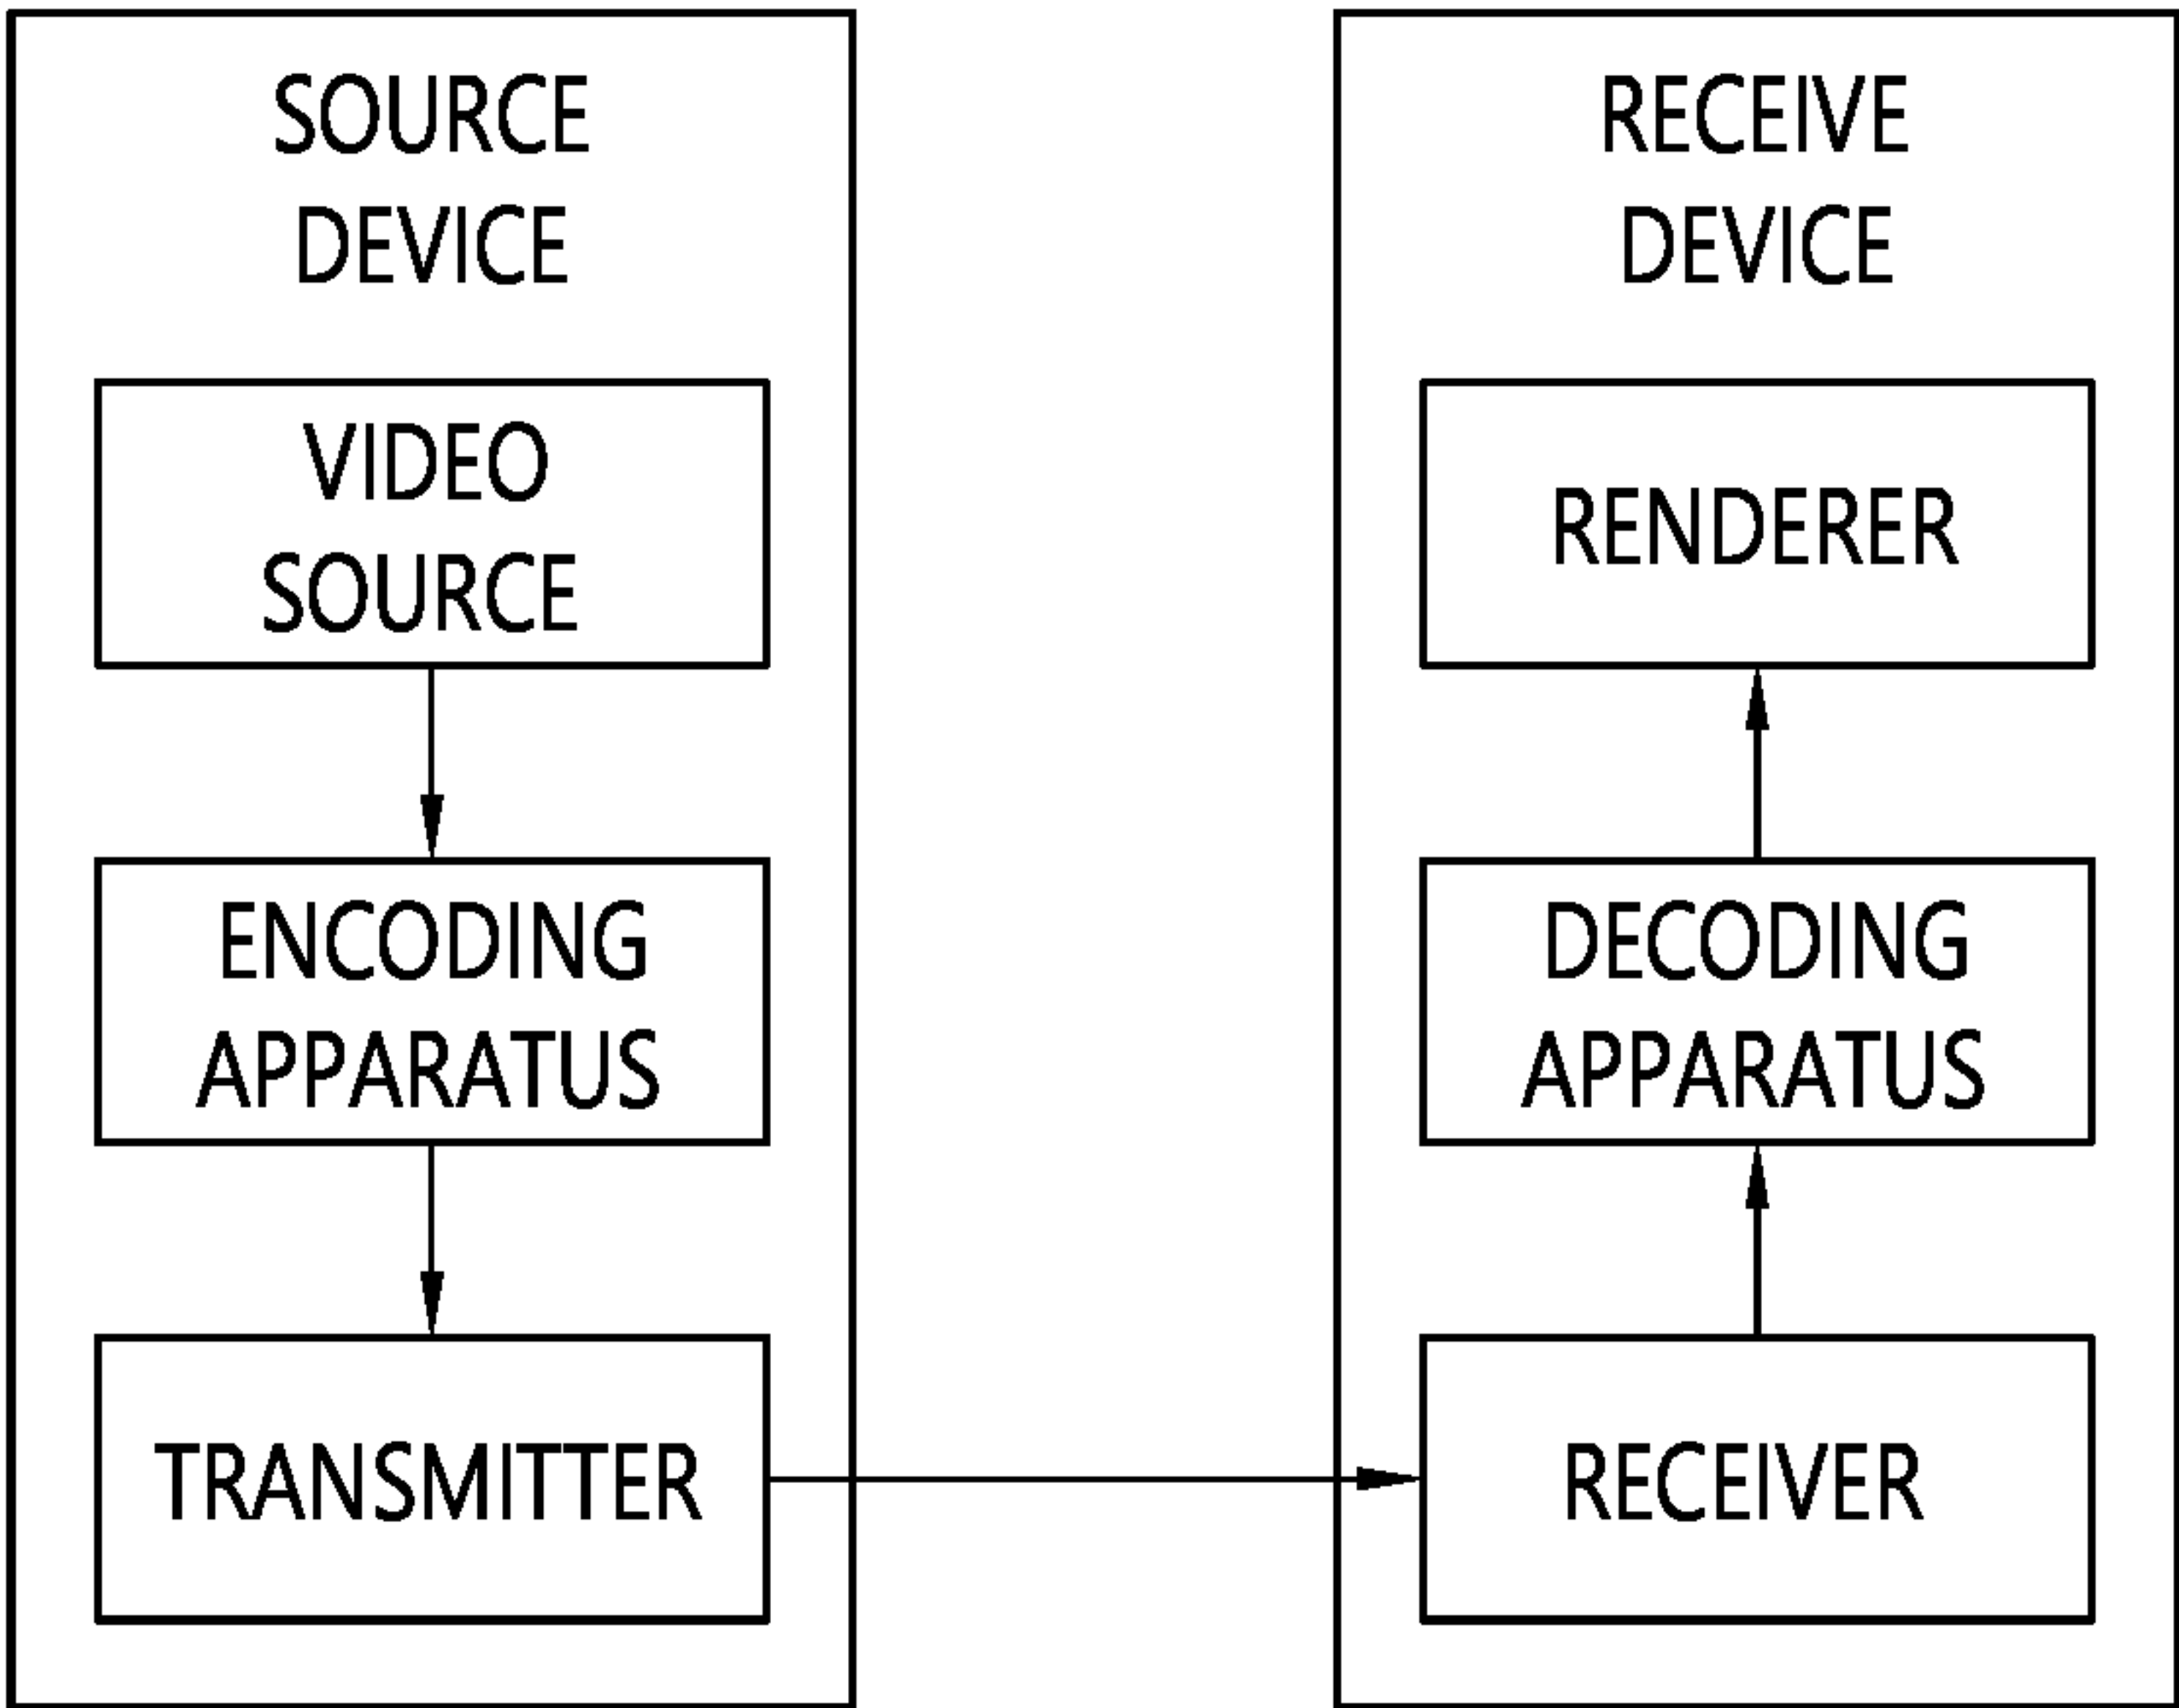 SOURCE
DEVICE
VIDEO
SOURCE
ENCODING
APPARATUS
TRANSMITTER
RECEIVE
DEVICE
RENDERER
DECODING
APPARATUS
RECEIVER